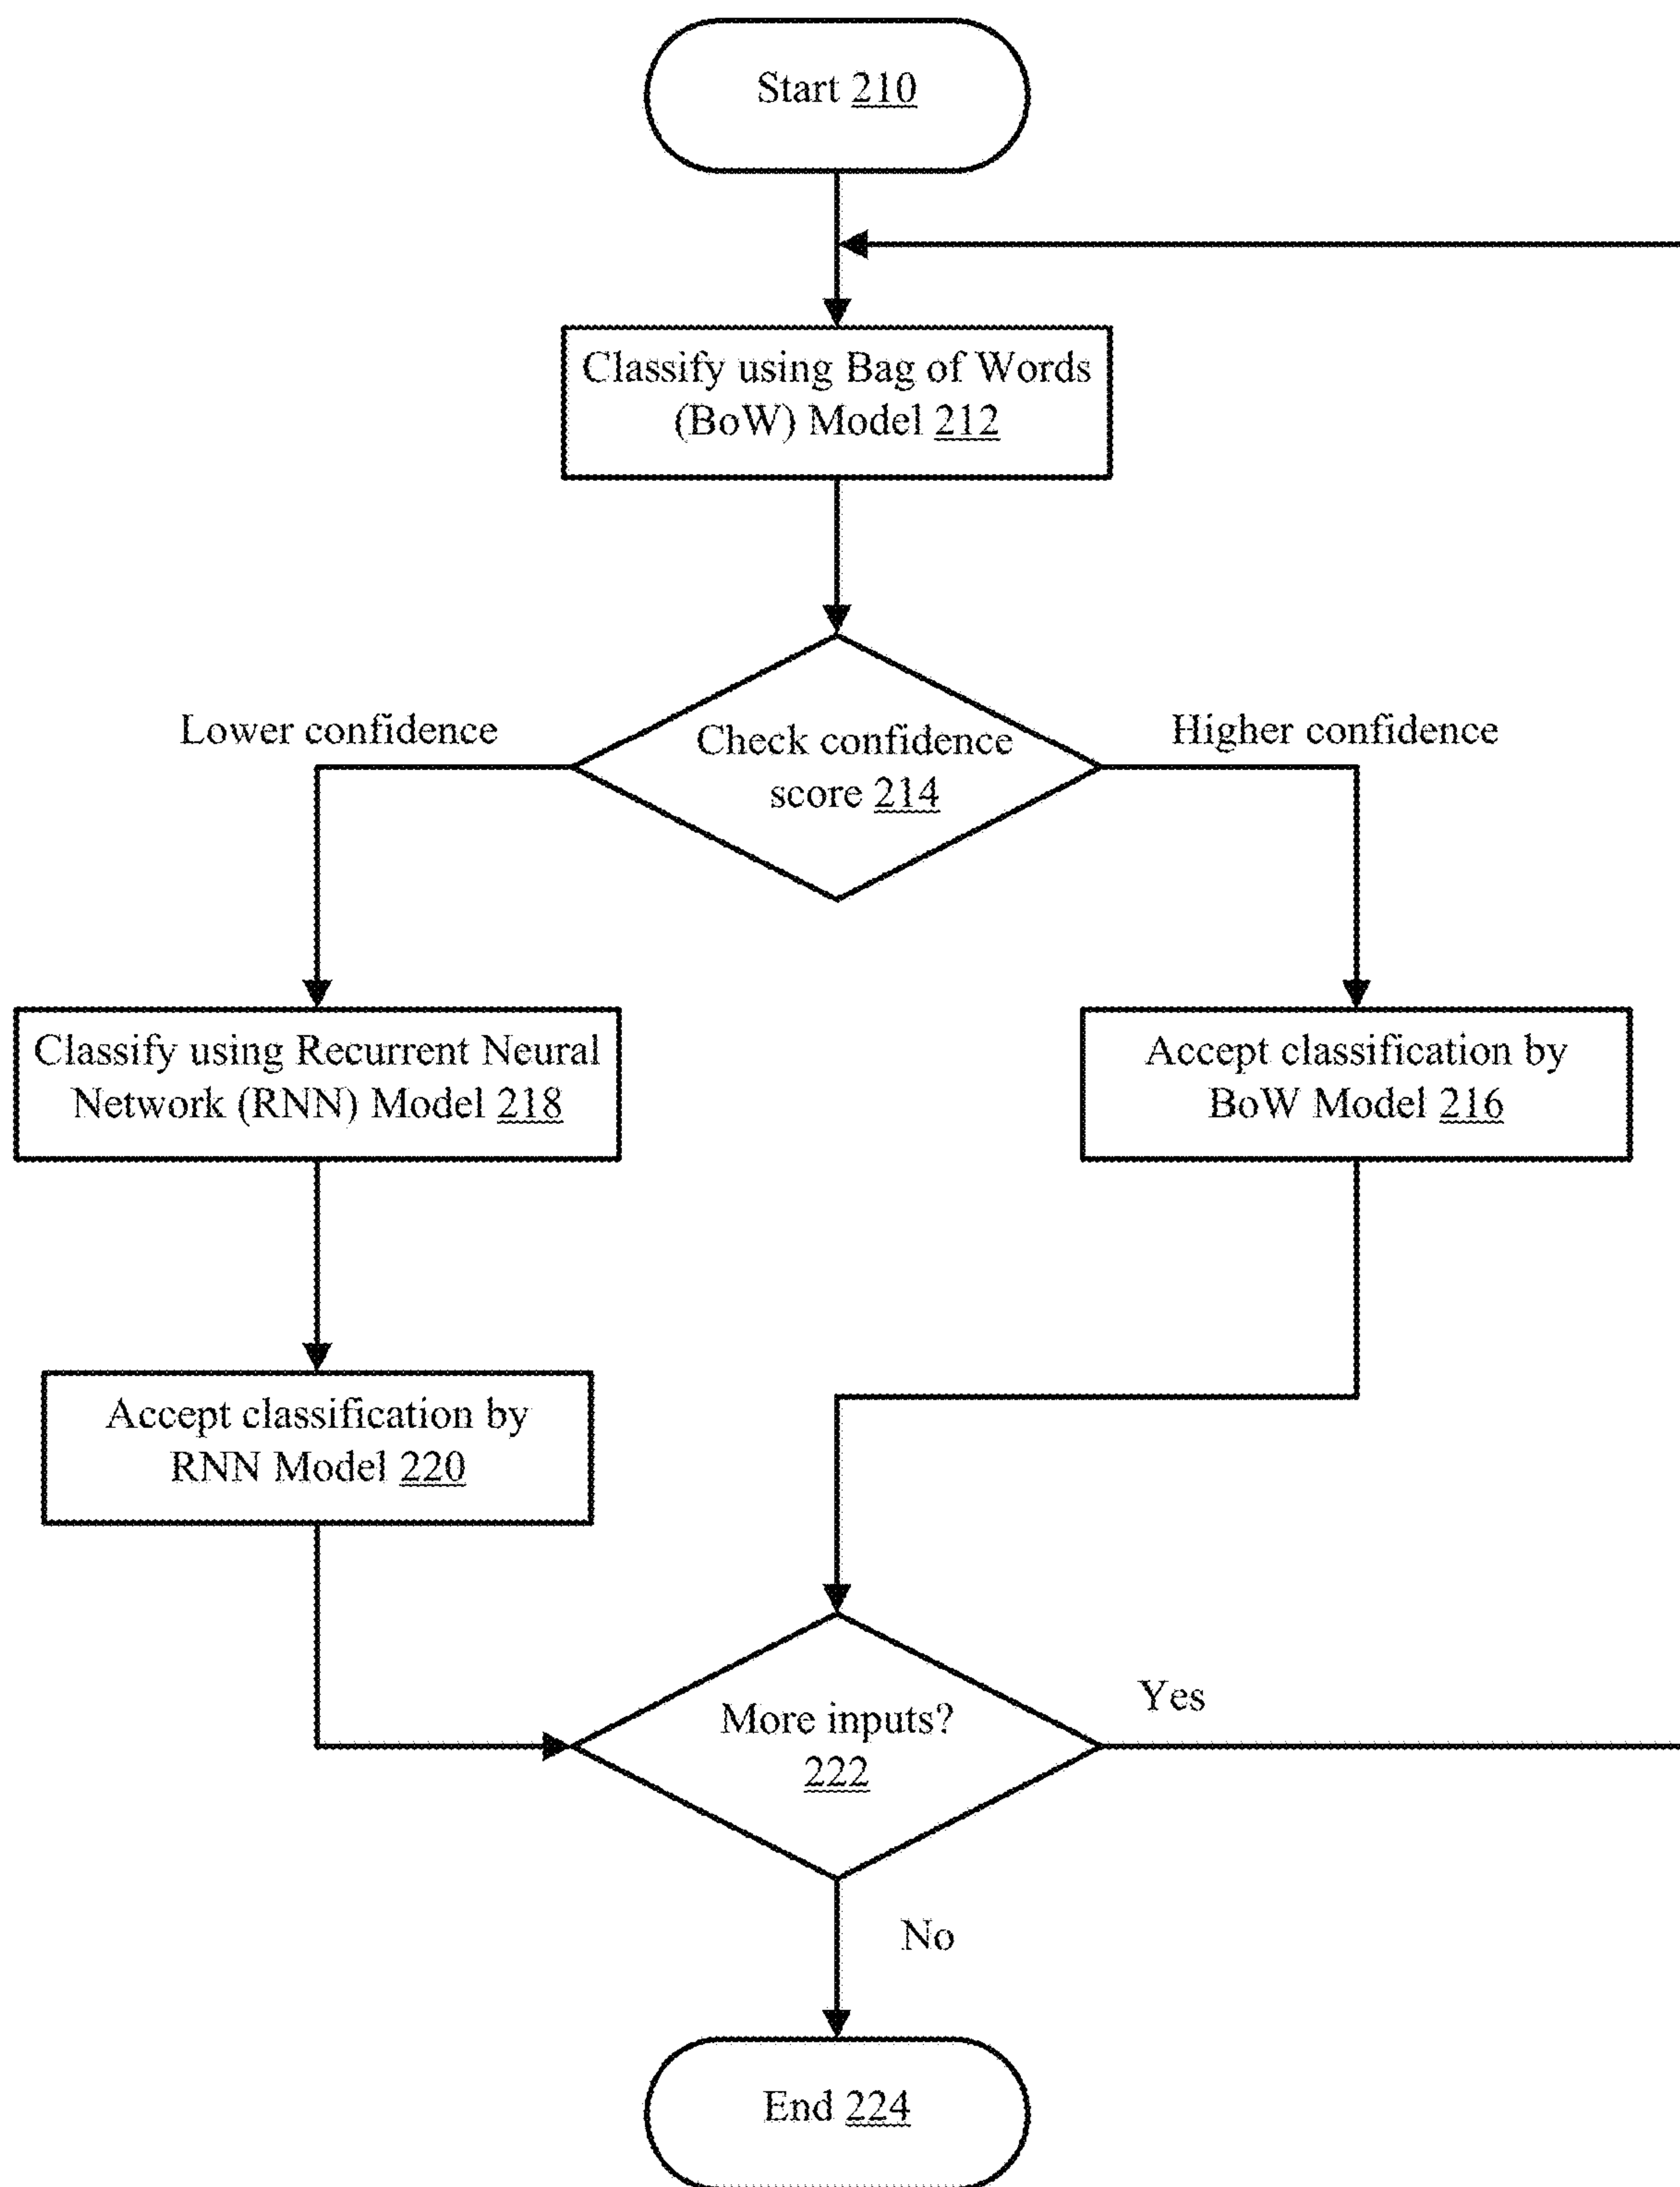 Start 210
Classify using Bag of Words
(BoW) Model 212
Lower confidence
Check confidence
score 214
Higher confidence
Classify using Recurrent Neural
Network (RNN) Model 218
Accept classification by
BoW Model 216
Accept classification by
RNN Model 220
More inputs?
222
Yes
No
End 224